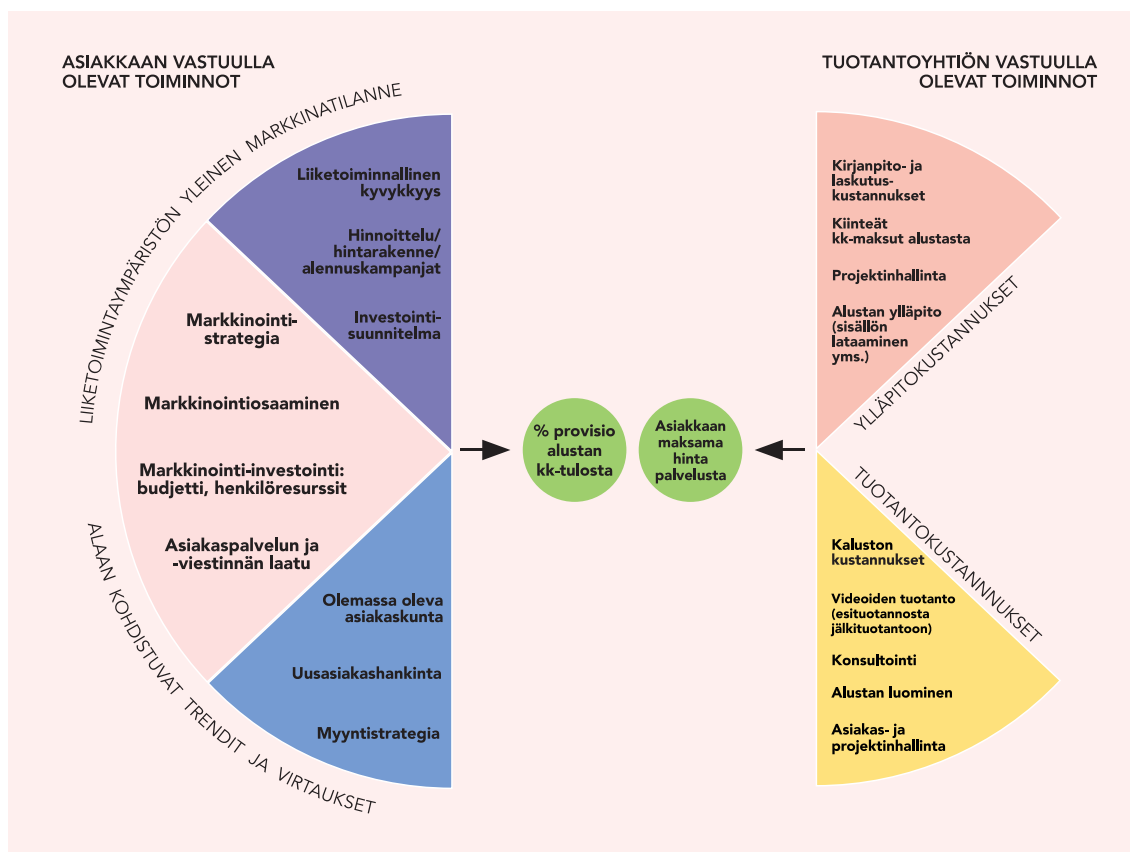 ASIAKKAAN VASTUULLA
OLEVAT TOIMINNOT
LIIKETOIMINTAYMPÄRISTÖN YLEINEN MARKKINATILANNE
Liiketoiminnallinen
kyvykkyys
Hinnoittelu/
hintarakenne/
alennuskampanjat
Investointi-
suunnitelma
Markkinointi-
strategia
Markkinointiosaaminen
Markkinointi-investointi:
budjetti, henkilöresurssit
Asiakaspalvelun ja
-viestinnän laatu
Olemassa oleva
asiakaskunta
Uusasiakashankinta
Myyntistrategia
ALAAN KOHDISTUVAT TRENDIT JA VIRTAUKSET
% provisio
alustan
kk-tulosta
Asiakkaan
maksama
hinta
palvelusta
TUOTANTOYHTIÖN VASTUULLA
OLEVAT TOIMINNOT
Kirjanpito- ja
laskutus-
kustannukset
Kiinteät
kk-maksut alustasta
Projektinhallinta
Alustan ylläpito
(sisällön
lataaminen
yms.)
YLLÄPITOKUSTANNUKSET
TUOTANTOKUSTANNNUKSET
Kaluston
kustannukset
Videoiden tuotanto
(esituotannosta
jälkituotantoon)
Konsultointi
Alustan luominen
Asiakas- ja
projektinhallinta